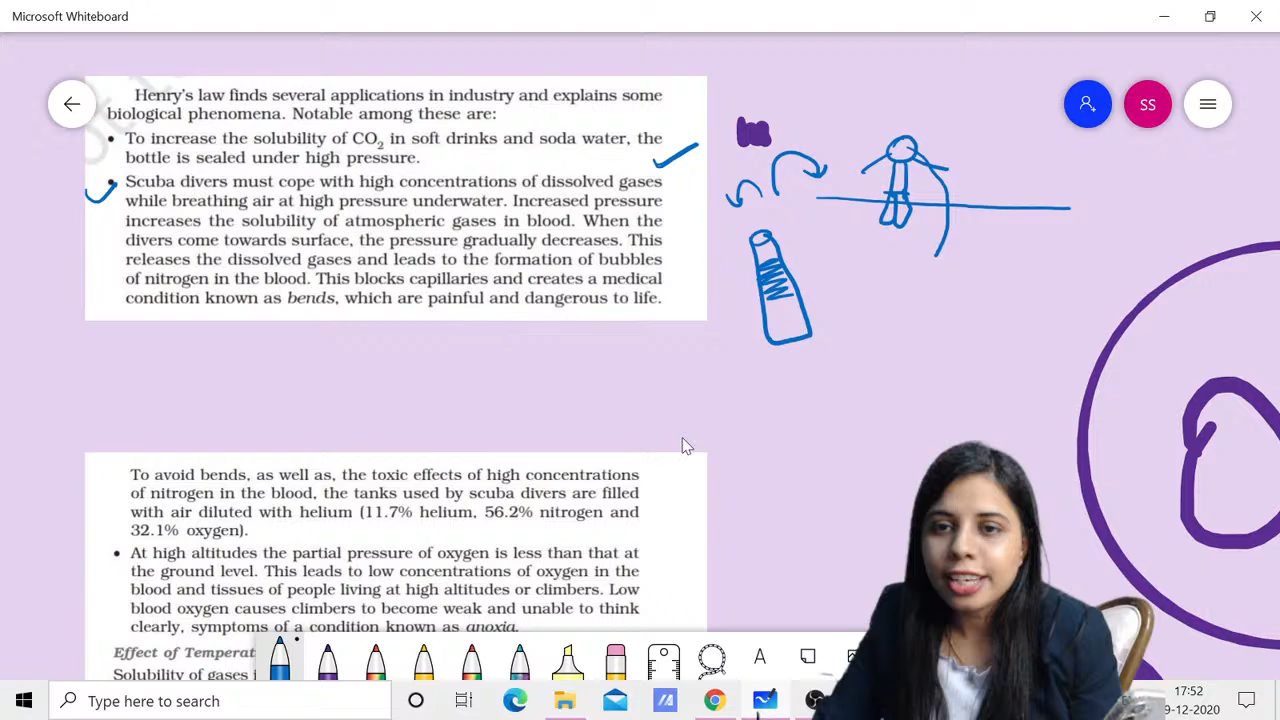 Microsoft Whiteboard
Henry's law finds several applications in industry and explains some
biological phenomena. Notable among these are:
• To increase the solubility of CO2 in soft drinks and soda water, the
bottle is sealed under high pressure.
• Scuba divers must cope with high concentrations of dissolved gases
while breathing air at high pressure underwater. Increased pressure
increases the solubility of atmospheric gases in blood. When the
divers come towards surface, the pressure gradually decreases. This
releases the dissolved gases and leads to the formation of bubbles
of nitrogen in the blood. This blocks capillaries and creates a medical
condition known as bends, which are painful and dangerous to life.
SS
To avoid bends, as well as, the toxic effects of high concentrations
of nitrogen in the blood, the tanks used by scuba divers are filled
with air diluted with helium (11.7% helium, 56.2% nitrogen and
32.1% oxygen).
• At high altitudes the partial pressure of oxygen is less than that at
the ground level. This leads to low concentrations of oxygen in the
blood and tissues of people living at high altitudes or climbers. Low
blood oxygen causes climbers to become weak and unable to think
clearly, symptoms of a condition known as anoxia.
Effect of Temperat
Solubility of gases i
A
Type here to search
17:52
9-12-2020